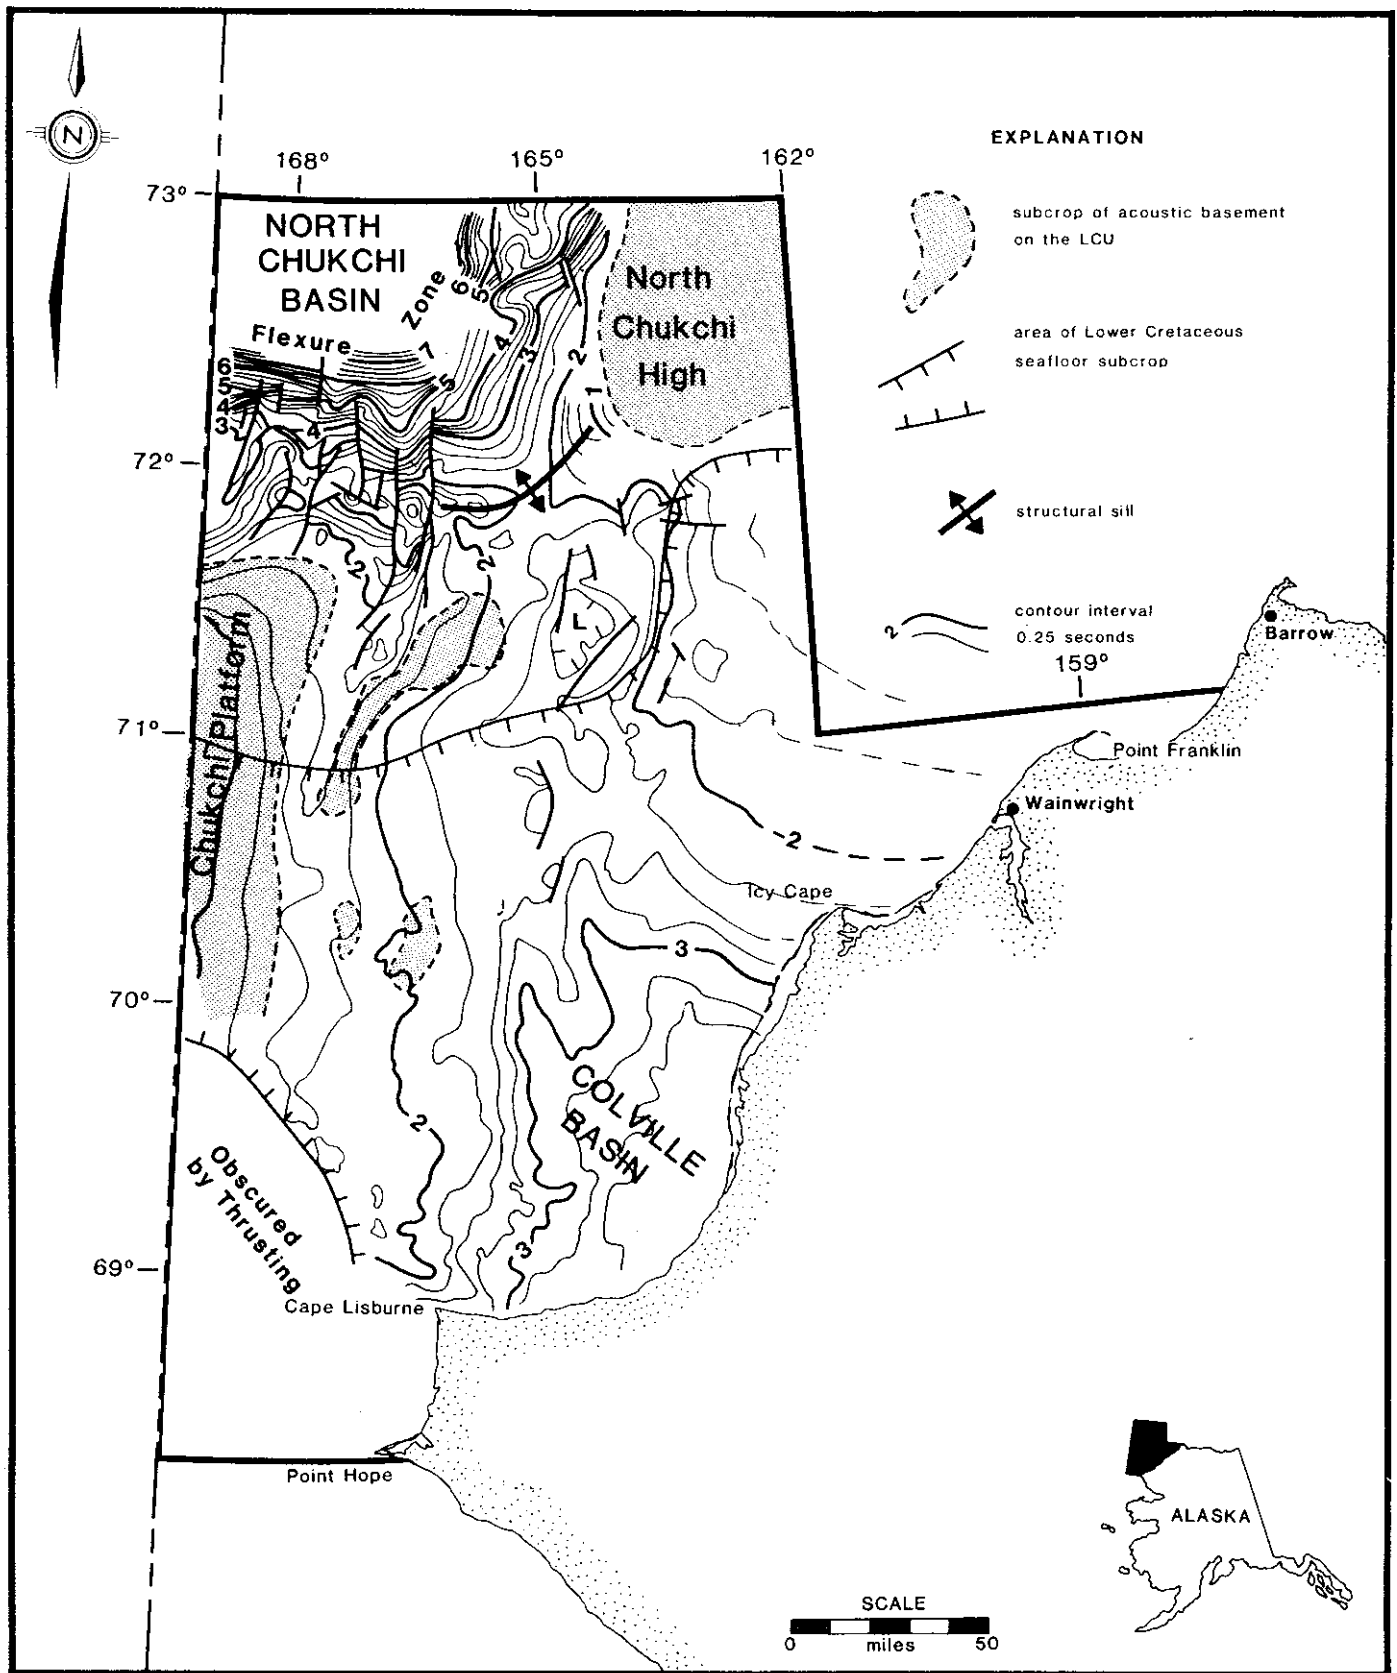 N
EXPLANATION
168°
165°
162°
73°
NORTH
CHUKCHI
BASIN
subcrop of acoustic basement
on the LCU
North
Chukchi
High
Zone
6
5
Flexure
7
4
3
2
5
1
area of Lower Cretaceous
seafloor subcrop
6
5
4
3
4
72°
structural sill
2
2
L
2
contour interval
0.25 seconds
159°
Barrow
Chukchi Platform
71°
Point Franklin
Wainwright
2
Icy Cape
3
70°
COLVILLE
BASIN
2
Obscured
by Thrusting
3
69°
Cape Lisburne
Point Hope
ALASKA
SCALE
0 miles 50